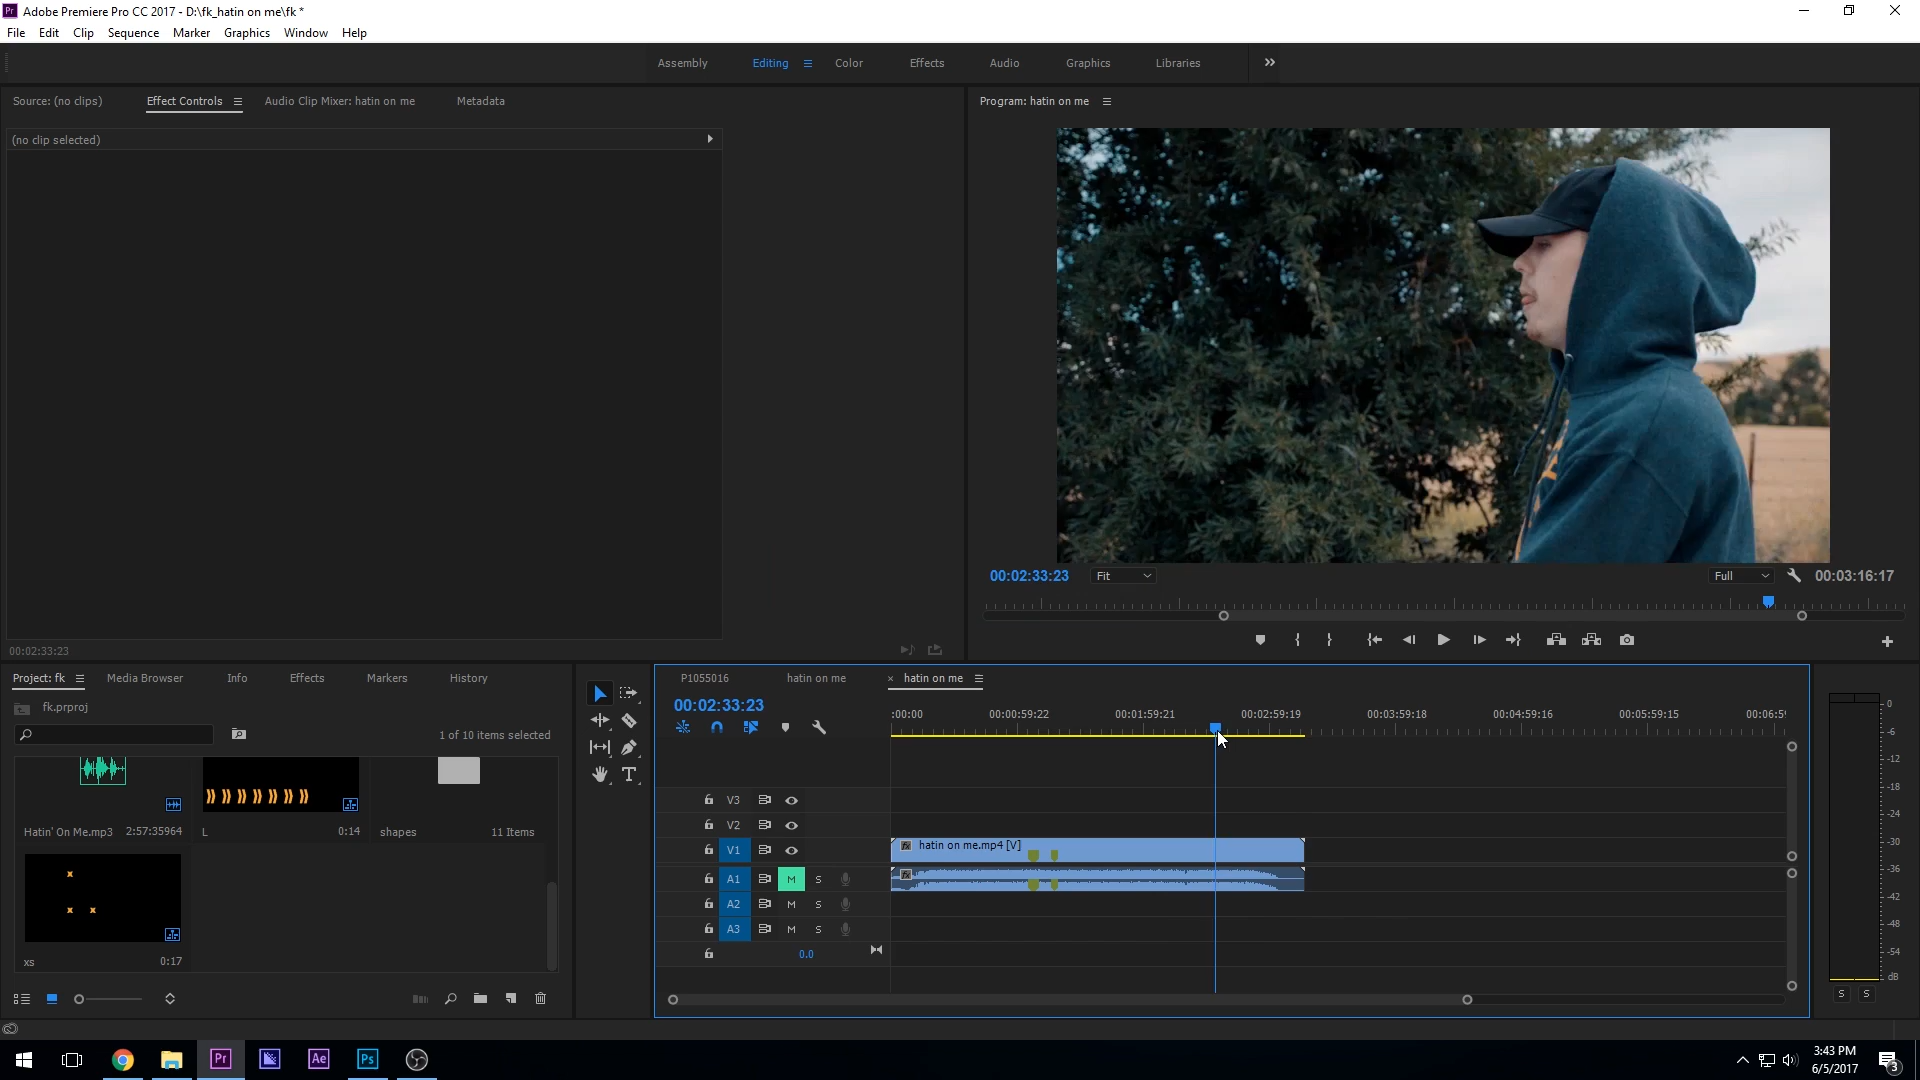 Pr Adobe Premiere Pro CC 2017 - D:\fk_hatin on me\fk *
File Edit Clip Sequence Marker Graphics Window Help
Assembly Editing Color Effects Audio Graphics Libraries
Source: (no clips) Effect Controls Audio Clip Mixer: hatin on me Metadata
(no clip selected)
00:02:33:23
Program: hatin on me
00:02:33:23 Fit Full 00:03:16:17
Project: fk Media Browser Info Effects Markers History
fk.prproj
1 of 10 items selected
Hatin' On Me.mp3 2:57:35964
L 0:14
shapes 11 Items
xs 0:17
P1055016 hatin on me × hatin on me
00:02:33:23
:00:00 00:00:59:22 00:01:59:21 00:02:59:19 00:03:59:18 00:04:59:16 00:05:59:15 00:06:59
V3
V2
V1 fx hatin on me.mp4 [V]
A1 M S fx
A2 M S
A3 M S
0.0
0
-6
-12
-18
-24
-30
-36
-42
-48
-54
dB
S S
Pr Ae Ps
3:43 PM
6/5/2017
3